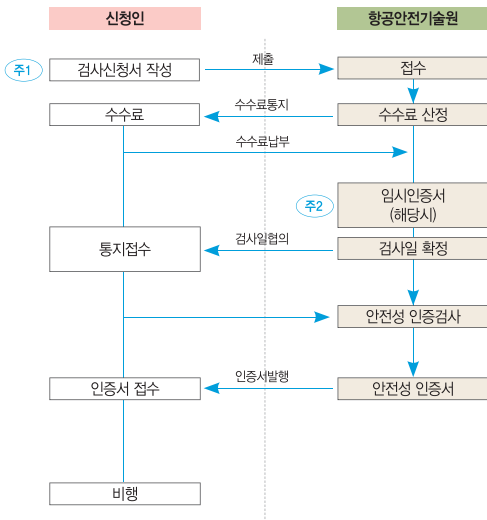 신청인
항공안전기술원
주1
검사신청서 작성
제출
접수
수수료
수수료통지
수수료 산정
수수료납부
주2
임시인증서
(해당시)
통지접수
검사일협의
검사일 확정
안전성 인증검사
인증서 접수
인증서발행
안전성 인증서
비행